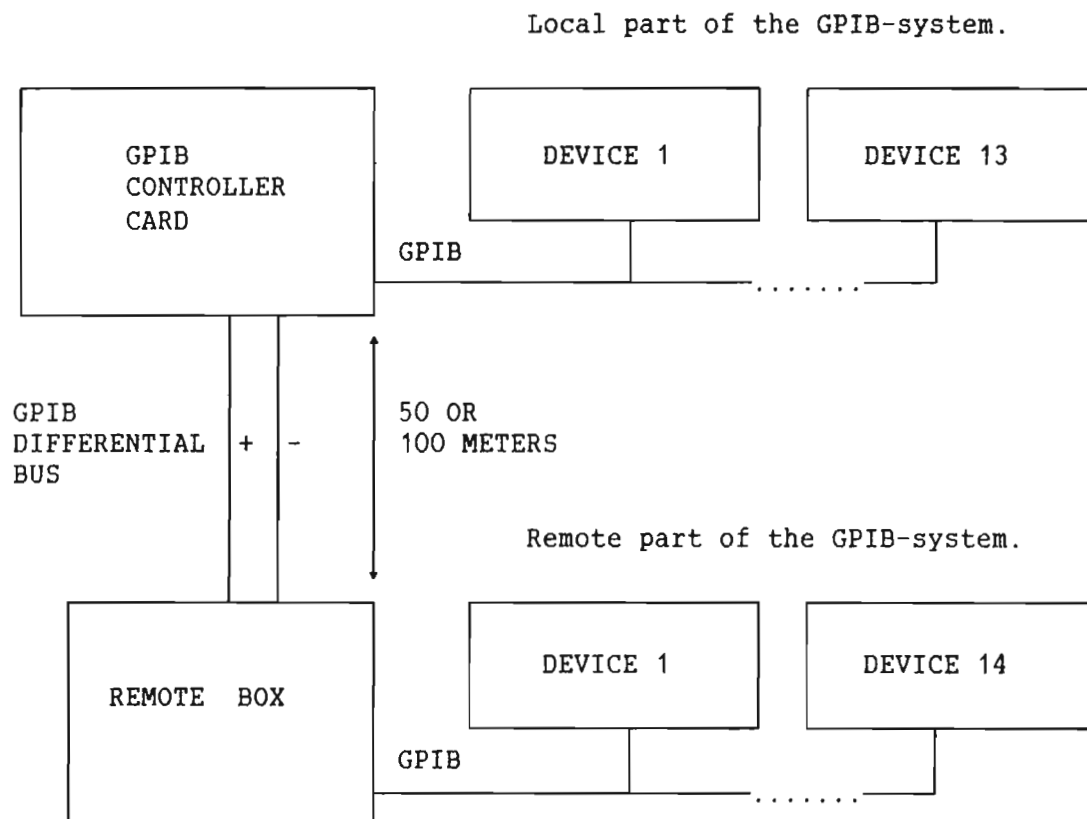 Local part of the GPIB-system.
GPIB
CONTROLLER
CARD
DEVICE 1
DEVICE 13
GPIB
.......
GPIB
DIFFERENTIAL
BUS
+ -
50 OR
100 METERS
Remote part of the GPIB-system.
REMOTE BOX
DEVICE 1
DEVICE 14
GPIB
.......